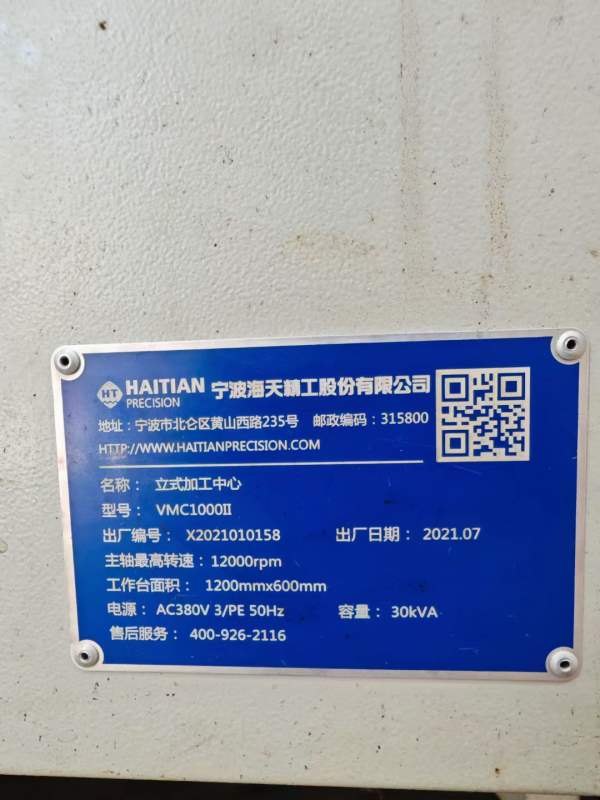 HT HAITIAN PRECISION 宁波海天精工股份有限公司
地址：宁波市北仑区黄山西路235号 邮政编码：315800
HTTP://WWW.HAITIANPRECISION.COM
名称： 立式加工中心
型号： VMC1000II
出厂编号： X2021010158 出厂日期： 2021.07
主轴最高转速：12000rpm
工作台面积： 1200mmx600mm
电源： AC380V 3/PE 50Hz 容量： 30kVA
售后服务： 400-926-2116